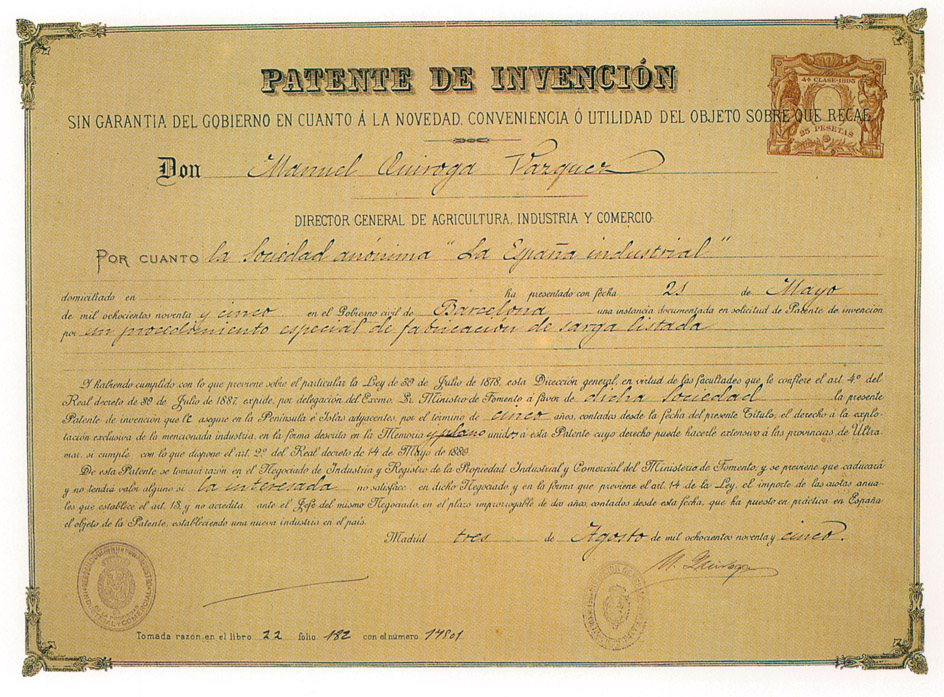 PATENTE DE INVENCIÓN
4ª CLASE-1895
25 PESETAS
SIN GARANTIA DEL GOBIERNO EN CUANTO Á LA NOVEDAD, CONVENIENCIA Ó UTILIDAD DEL OBJETO SOBRE QUE RECAE
Don Manuel Quiroga Vazquez
DIRECTOR GENERAL DE AGRICULTURA, INDUSTRIA Y COMERCIO.
POR CUANTO la Sociedad anónima "La España industrial"
domiciliado en ha presentado con fecha 21 de Mayo
de mil ochocientos noventa y cinco en el Gobierno civil de Barcelona una instancia documentada en solicitud de Patente de invención
por un procedimiento especial de fabricación de sarga listada
Y habiendo cumplido con lo que previene sobre el particular la Ley de 30 de Julio de 1878, esta Dirección general, en virtud de las facultades que le confiere el art. 4º del
Real decreto de 30 de Julio de 1887, expide, por delegación del Excmo. Sr. Ministro de Fomento á favor de dicha Sociedad la presente
Patente de invención que le asegure en la Península é Islas adyacentes, por el termino de cinco años, contados desde la fecha del presente Titulo, el derecho á la explo-
tación exclusiva de la mencionada industria, en la forma descrita en la Memoria y plano unidos á esta Patente cuyo derecho puede hacerle extensivo á las provincias de Ultra-
mar, si cumple con lo que dispone el art. 2º del Real decreto de 14 de Mayo de 1880.
De esta Patente se tomará razón en el Negociado de Industria y Registro de la Propiedad Industrial y Comercial del Ministerio de Fomento; y se previene que caducará
y no tendrá valor alguno si la interesada no satisface en dicho Negociado y en la forma que previene el art. 14 de la Ley, el importe de las cuotas anua-
les que establece el art. 13, y no acredita ante el Jefe del mismo Negociado, en el plazo improrrogable de dos años, contados desde esta fecha, que ha puesto en práctica en España
el objeto de la Patente, estableciendo una nueva industria en el país.
Madrid tres de Agosto de mil ochocientos noventa y cinco.
M. Quiroga
Tomada razón en el libro 22 folio 182 con el número 17501